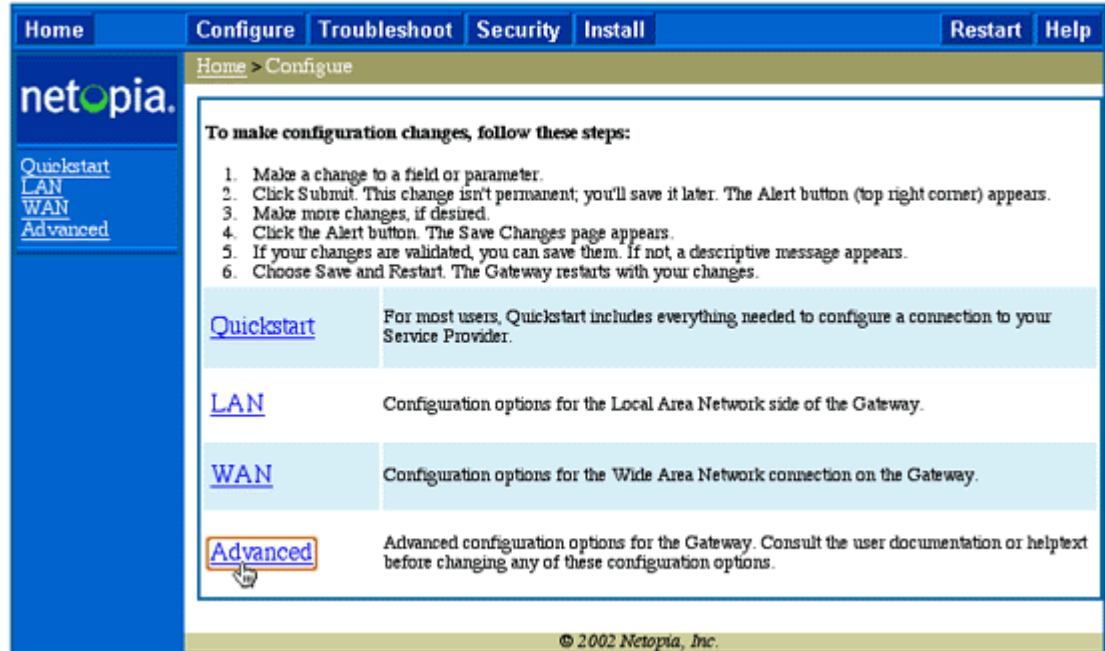 Home Configure Troubleshoot Security Install Restart Help
Home > Configure
netopia.
Quickstart
LAN
WAN
Advanced
To make configuration changes, follow these steps:
1. Make a change to a field or parameter.
2. Click Submit. This change isn't permanent; you'll save it later. The Alert button (top right corner) appears.
3. Make more changes, if desired.
4. Click the Alert button. The Save Changes page appears.
5. If your changes are validated, you can save them. If not, a descriptive message appears.
6. Choose Save and Restart. The Gateway restarts with your changes.
Quickstart
For most users, Quickstart includes everything needed to configure a connection to your
Service Provider.
LAN
Configuration options for the Local Area Network side of the Gateway.
WAN
Configuration options for the Wide Area Network connection on the Gateway.
Advanced
Advanced configuration options for the Gateway. Consult the user documentation or helptext
before changing any of these configuration options.
© 2002 Netopia, Inc.